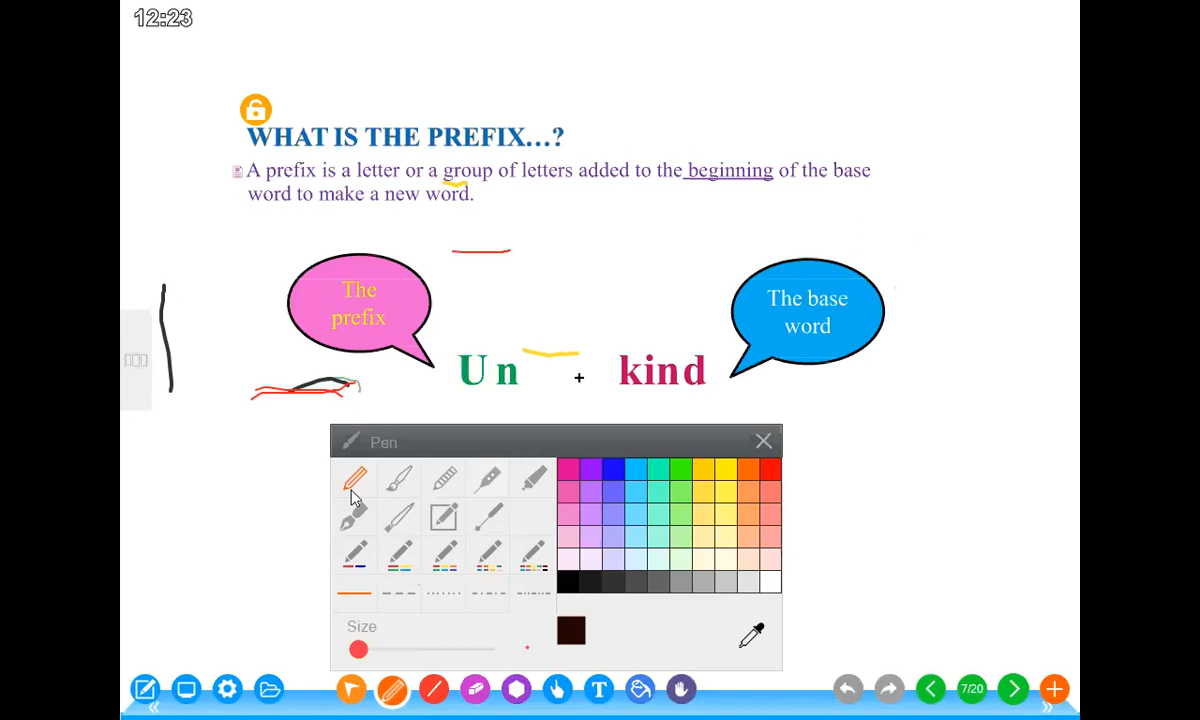 12:23
WHAT IS THE PREFIX...?
A prefix is a letter or a group of letters added to the beginning of the base
word to make a new word.
The
prefix
The base
word
Un + kind
Pen
Size
T
7/20